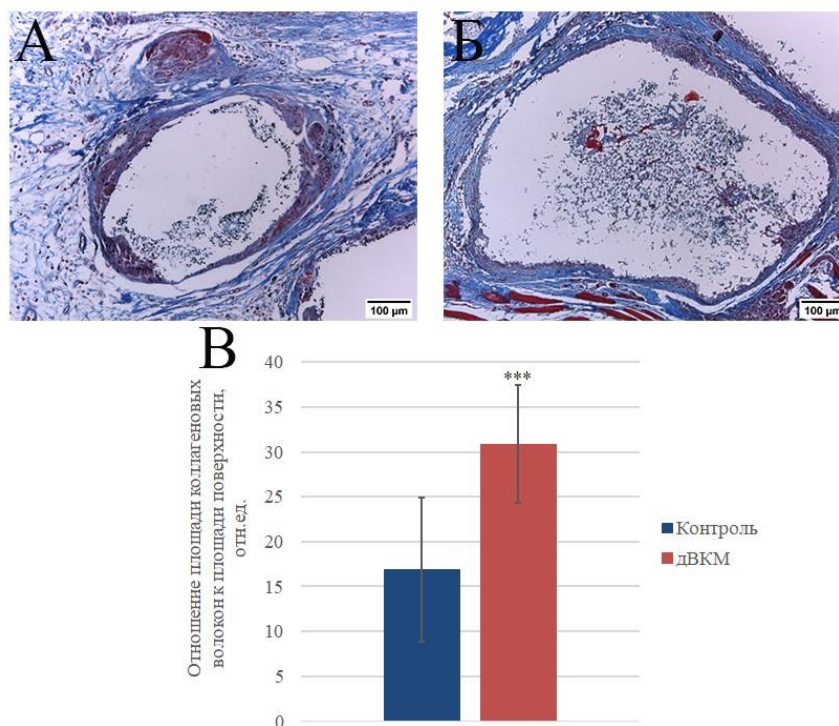 А
Б
100 µm
100 µm
В
Отношение площади коллагеновых
волокон к площади поверхности,
отн.ед.
40
35
30
25
20
15
10
5
0
***
Контроль
дВКМ